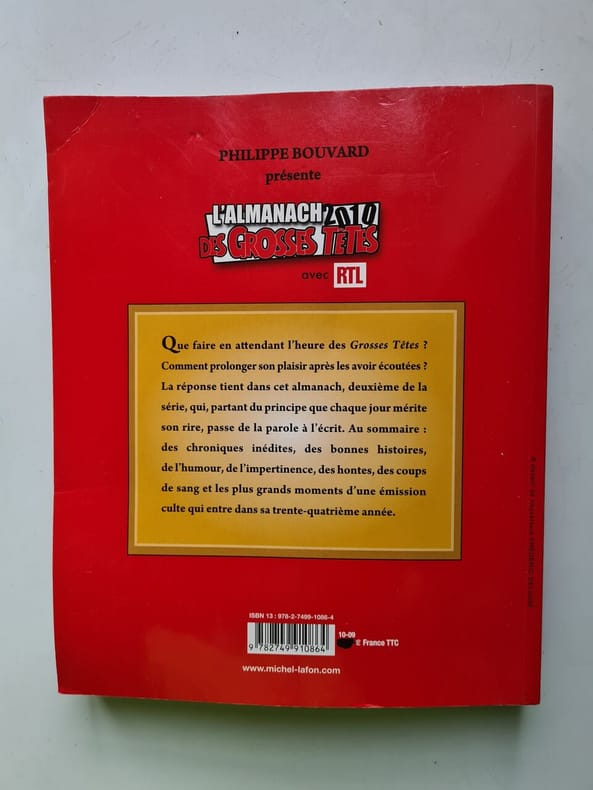 PHILIPPE BOUVARD
présente
L'ALMANACH 2010
DES GROSSES TÊTES
avec RTL
Que faire en attendant l'heure des Grosses Têtes ?
Comment prolonger son plaisir après les avoir écoutées ?
La réponse tient dans cet almanach, deuxième de la
série, qui, partant du principe que chaque jour mérite
son rire, passe de la parole à l'écrit. Au sommaire :
des chroniques inédites, des bonnes histoires,
de l'humour, de l'impertinence, des hontes, des coups
de sang et les plus grands moments d'une émission
culte qui entre dans sa trente-quatrième année.
ISBN 13 : 978-2-7499-1086-4
10-09
France TTC
9 782749 910864
www.michel-lafon.com